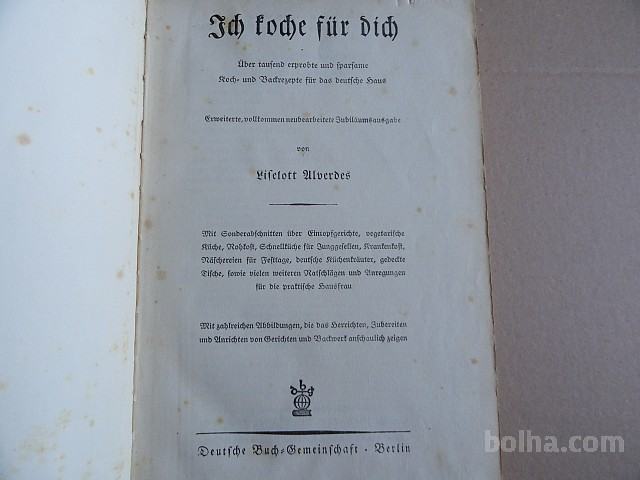 Ich koche für dich
Über tausend erprobte und sparsame
Koch- und Backrezepte für das deutsche Haus
Erweiterte, vollkommen neubearbeitete Jubiläumsausgabe
von
Liselott Alverdes
Mit Sonderabschnitten über Eintopfgerichte, vegetarische
Küche, Rohkost, Schnellküche für Junggesellen, Krankenkost,
Näschereien für Festtage, deutsche Küchenkräuter, gedeckte
Tische, sowie vielen weiteren Ratschlägen und Anregungen
für die praktische Hausfrau
Mit zahlreichen Abbildungen, die das Herrichten, Zubereiten
und Anrichten von Gerichten und Backwerk anschaulich zeigen
dbg
Deutsche Buch-Gemeinschaft · Berlin
bolha.com